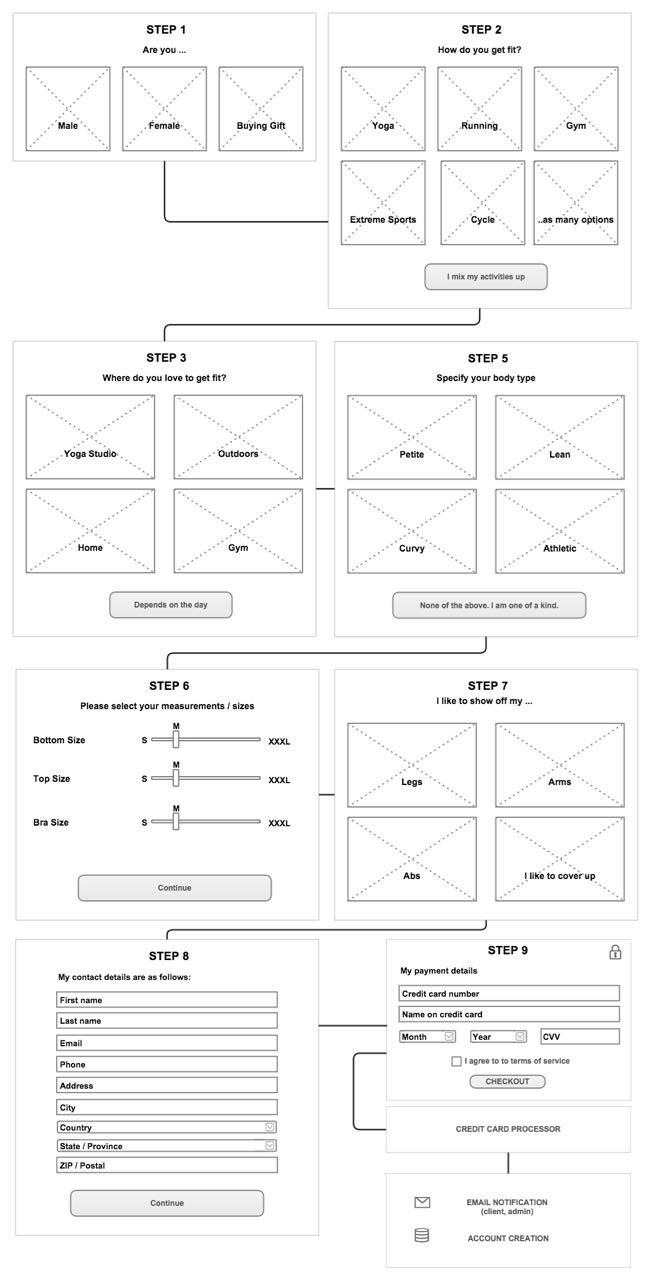 STEP 1
Are you ...
Male
Female
Buying Gift
STEP 2
How do you get fit?
Yoga
Running
Gym
Extreme Sports
Cycle
..as many options
I mix my activities up
STEP 3
Where do you love to get fit?
Yoga Studio
Outdoors
Home
Gym
Depends on the day
STEP 5
Specify your body type
Petite
Lean
Curvy
Athletic
None of the above. I am one of a kind.
STEP 6
Please select your measurements / sizes
M
Bottom Size S XXXL
M
Top Size S XXXL
M
Bra Size S XXXL
Continue
STEP 7
I like to show off my ...
Legs
Arms
Abs
I like to cover up
STEP 8
My contact details are as follows:
First name
Last name
Email
Phone
Address
City
Country
State / Province
ZIP / Postal
Continue
STEP 9
My payment details
Credit card number
Name on credit card
Month Year CVV
I agree to to terms of service
CHECKOUT
CREDIT CARD PROCESSOR
EMAIL NOTIFICATION
(client, admin)
ACCOUNT CREATION